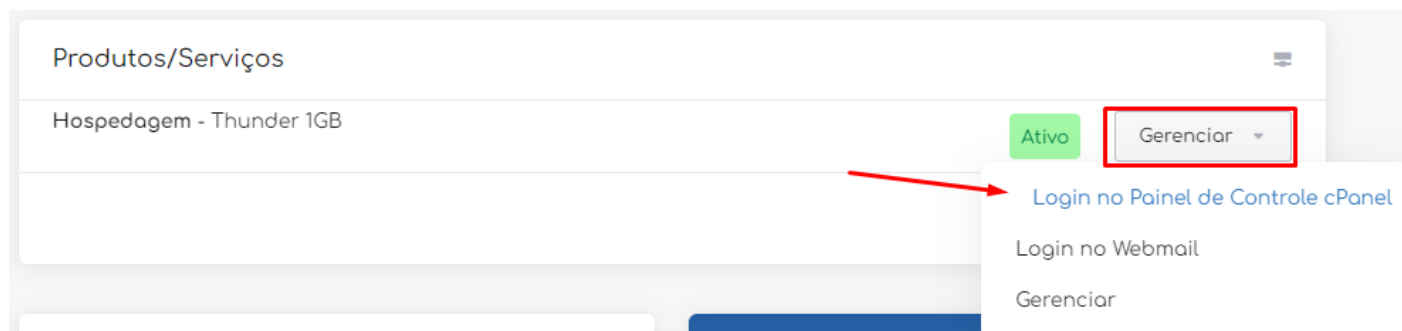 Produtos/Serviços
Hospedagem - Thunder 1GB
Ativo
Gerenciar
Login no Painel de Controle cPanel
Login no Webmail
Gerenciar